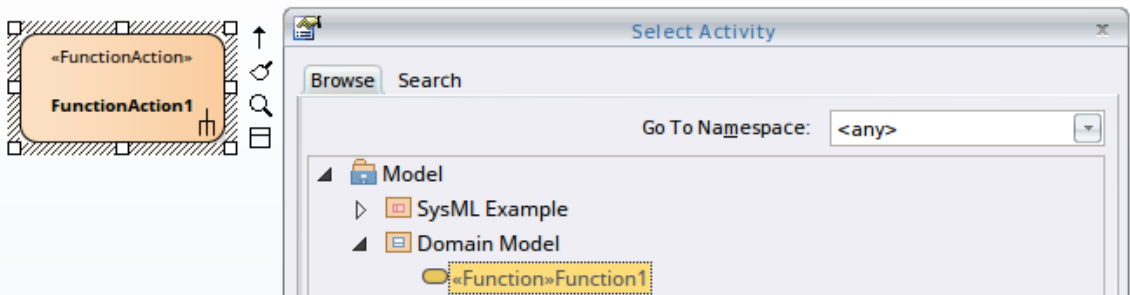 «FunctionAction»
FunctionAction1
Select Activity
Browse Search
Go To Namespace: <any>
Model
SysML Example
Domain Model
«Function»Function1